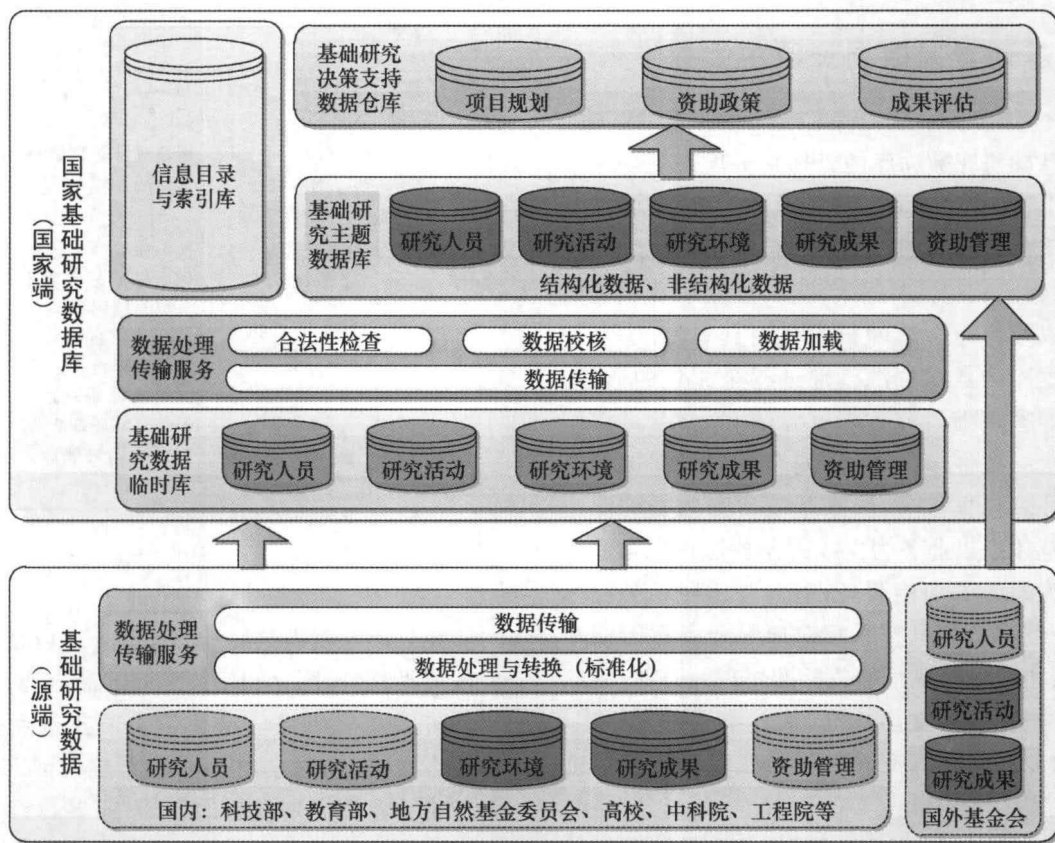 国家基础研究数据库
（国家端）
信息目录
与索引库
基础研究
决策支持
数据仓库
项目规划
资助政策
成果评估
基础研
究主题
数据库
研究人员
研究活动
研究环境
研究成果
资助管理
结构化数据、非结构化数据
数据处理
传输服务
合法性检查
数据校核
数据加载
数据传输
基础研
究数据
临时库
研究人员
研究活动
研究环境
研究成果
资助管理
基础研究数据
（源端）
数据处理
传输服务
数据传输
数据处理与转换（标准化）
研究人员
研究活动
研究环境
研究成果
资助管理
国内：科技部、教育部、地方自然基金委员会、高校、中科院、工程院等
研究人员
研究活动
研究成果
国外基金会